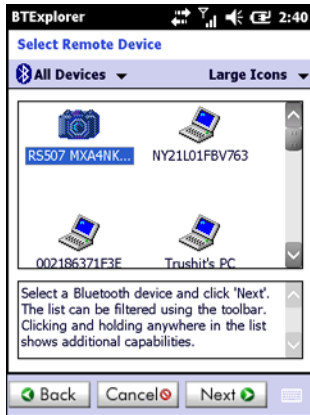 BTExplorer 2:40
Select Remote Device
All Devices Large Icons
RS507 MXA4NK... NY21L01FBV763
002186371F3E Trushit's PC
Select a Bluetooth device and click 'Next'.
The list can be filtered using the toolbar.
Clicking and holding anywhere in the list
shows additional capabilities.
Back Cancel Next